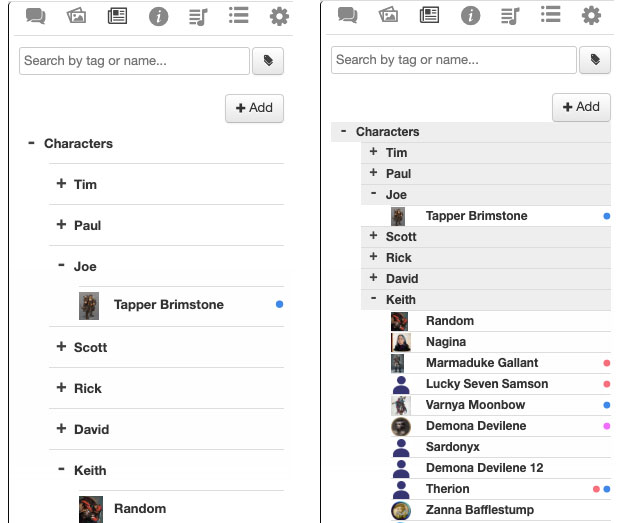 Search by tag or name...
+ Add
- Characters
+ Tim
+ Paul
- Joe
Tapper Brimstone
+ Scott
+ Rick
+ David
- Keith
Random
Search by tag or name...
+ Add
- Characters
+ Tim
+ Paul
- Joe
Tapper Brimstone
+ Scott
+ Rick
+ David
- Keith
Random
Nagina
Marmaduke Gallant
Lucky Seven Samson
Varnya Moonbow
Demona Devilene
Sardonyx
Demona Devilene 12
Therion
Zanna Bafflestump